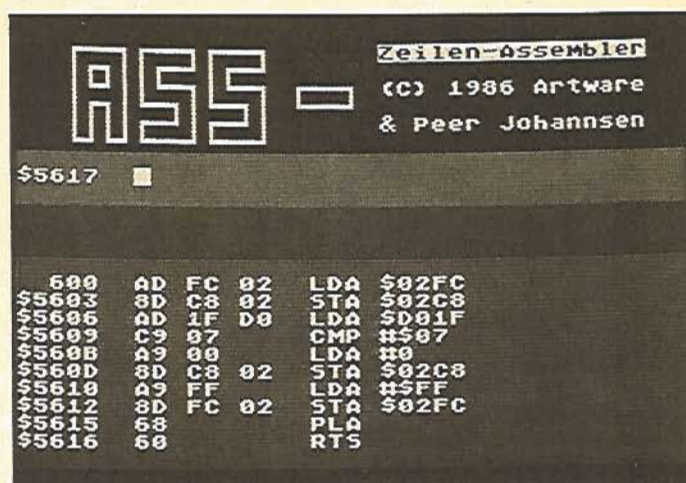 ASS-
Zeilen-Assembler
(C) 1986 Artware
& Peer Johannsen
$5617
600 AD FC 02 LDA $02FC
$5603 8D C8 02 STA $02C8
$5606 AD 1F D0 LDA $D01F
$5609 C9 07 CMP #$07
$560B A9 00 LDA #0
$560D 8D C8 02 STA $02C8
$5610 A9 FF LDA #$FF
$5612 8D FC 02 STA $02FC
$5615 68 PLA
$5616 60 RTS